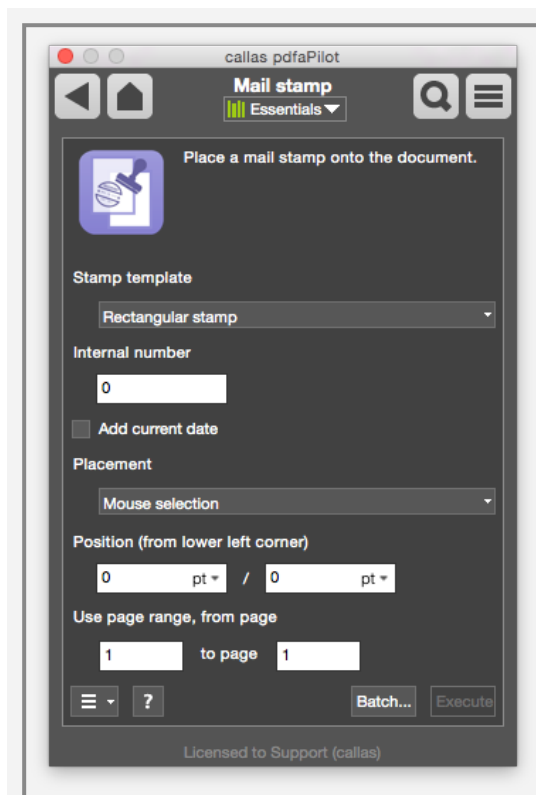 callas pdfaPilot
Mail stamp
Essentials
Place a mail stamp onto the document.
Stamp template
Rectangular stamp
Internal number
0
Add current date
Placement
Mouse selection
Position (from lower left corner)
0 pt / 0 pt
Use page range, from page
1 to page 1
? Batch... Execute
Licensed to Support (callas)